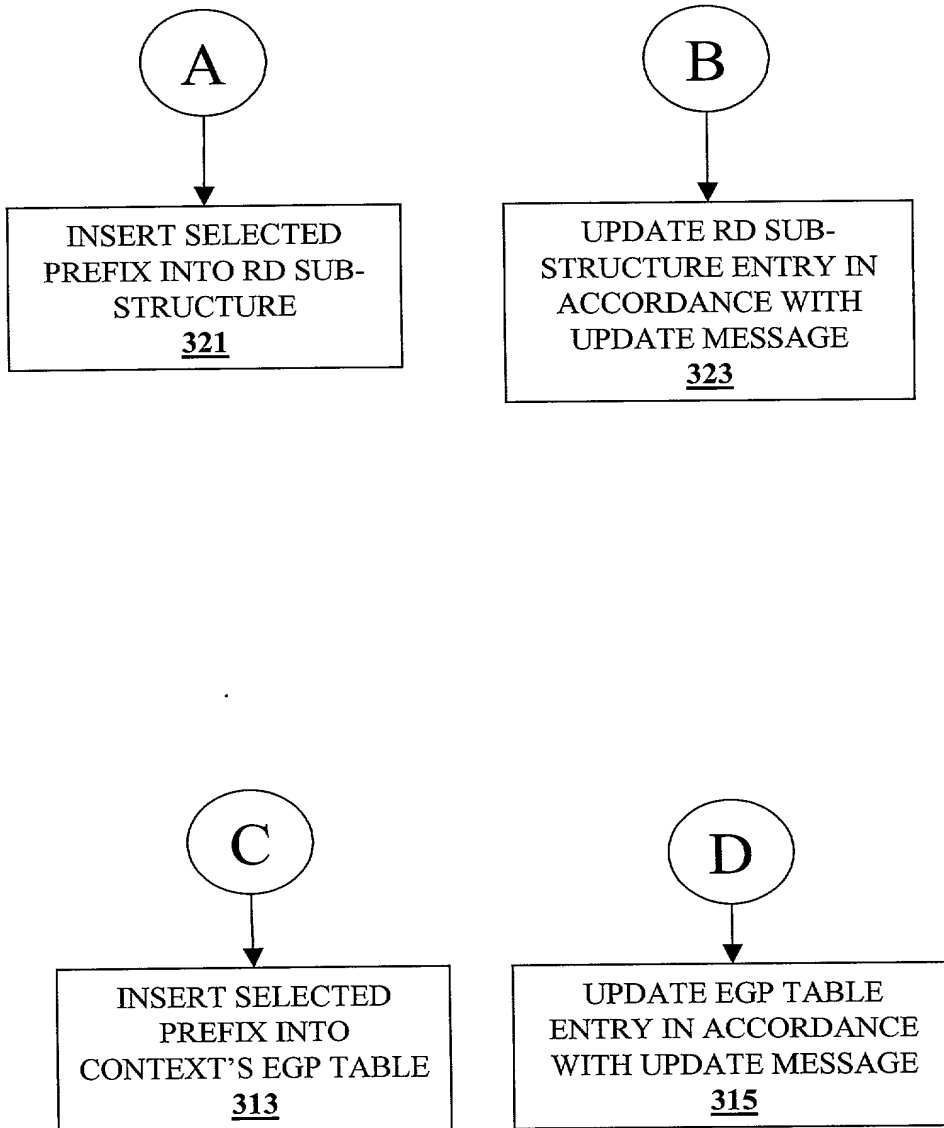 A
INSERT SELECTED
PREFIX INTO RD SUB-
STRUCTURE
321
B
UPDATE RD SUB-
STRUCTURE ENTRY IN
ACCORDANCE WITH
UPDATE MESSAGE
323
C
INSERT SELECTED
PREFIX INTO
CONTEXT'S EGP TABLE
313
D
UPDATE EGP TABLE
ENTRY IN ACCORDANCE
WITH UPDATE MESSAGE
315